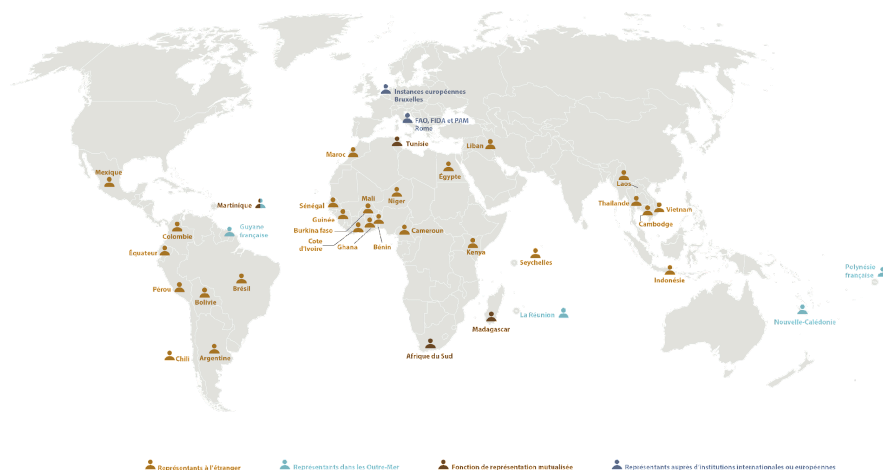 Instances européennes
Bruxelles
FAO, FIDA et PAM
Rome
Maroc
Tunisie
Liban
Égypte
Mexique
Martinique
Sénégal
Mali
Niger
Laos
Thaïlande
Vietnam
Cambodge
Guyane
française
Colombie
Guinée
Burkina faso
Cote
d'Ivoire
Ghana
Bénin
Cameroun
Kenya
Seychelles
Équateur
Pérou
Bolivie
Brésil
Indonésie
Polynésie
française
La Réunion
Madagascar
Nouvelle-Calédonie
Afrique du Sud
Chili
Argentine
Représentants à l'étranger
Représentants dans les Outre-Mer
Fonction de représentation mutualisée
Représentants auprès d'institutions internationales ou européennes